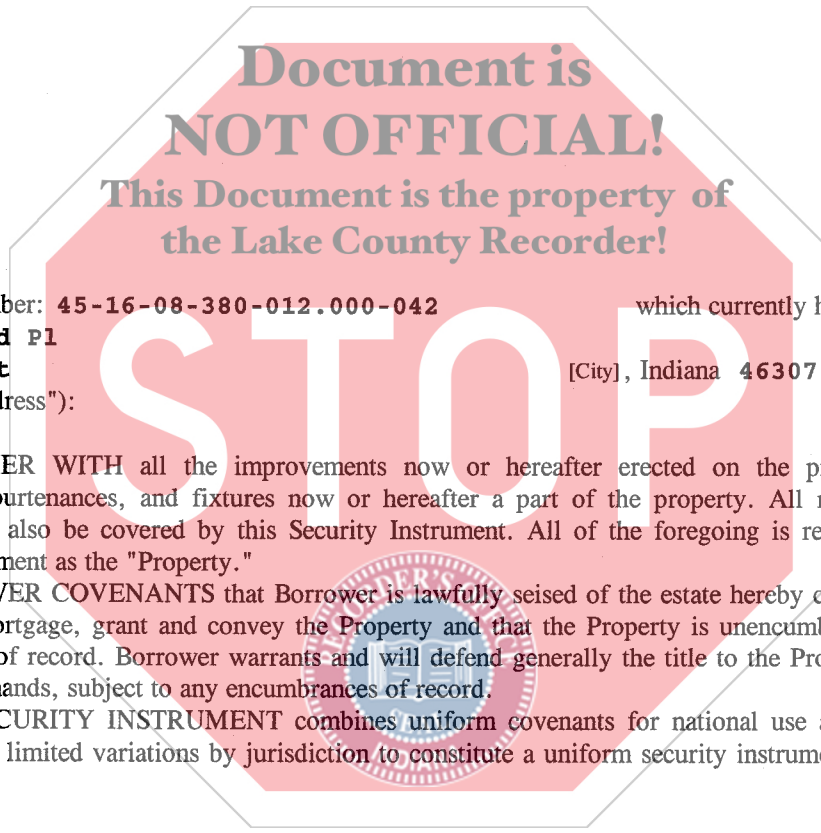 Document is
NOT OFFICIAL!
This Document is the property of
the Lake County Recorder!
ber: 45-16-08-380-012.000-042 which currently h
d Pl
t [City], Indiana 46307
dress"):
STOP
ER WITH all the improvements now or hereafter erected on the p
purtenances, and fixtures now or hereafter a part of the property. All
also be covered by this Security Instrument. All of the foregoing is re
ment as the "Property."
VER COVENANTS that Borrower is lawfully seised of the estate hereby c
ortgage, grant and convey the Property and that the Property is unencumb
of record. Borrower warrants and will defend generally the title to the Pro
ands, subject to any encumbrances of record.
CURITY INSTRUMENT combines uniform covenants for national use a
limited variations by jurisdiction to constitute a uniform security instrum
RECORDER'S OFFICE
INDIANA